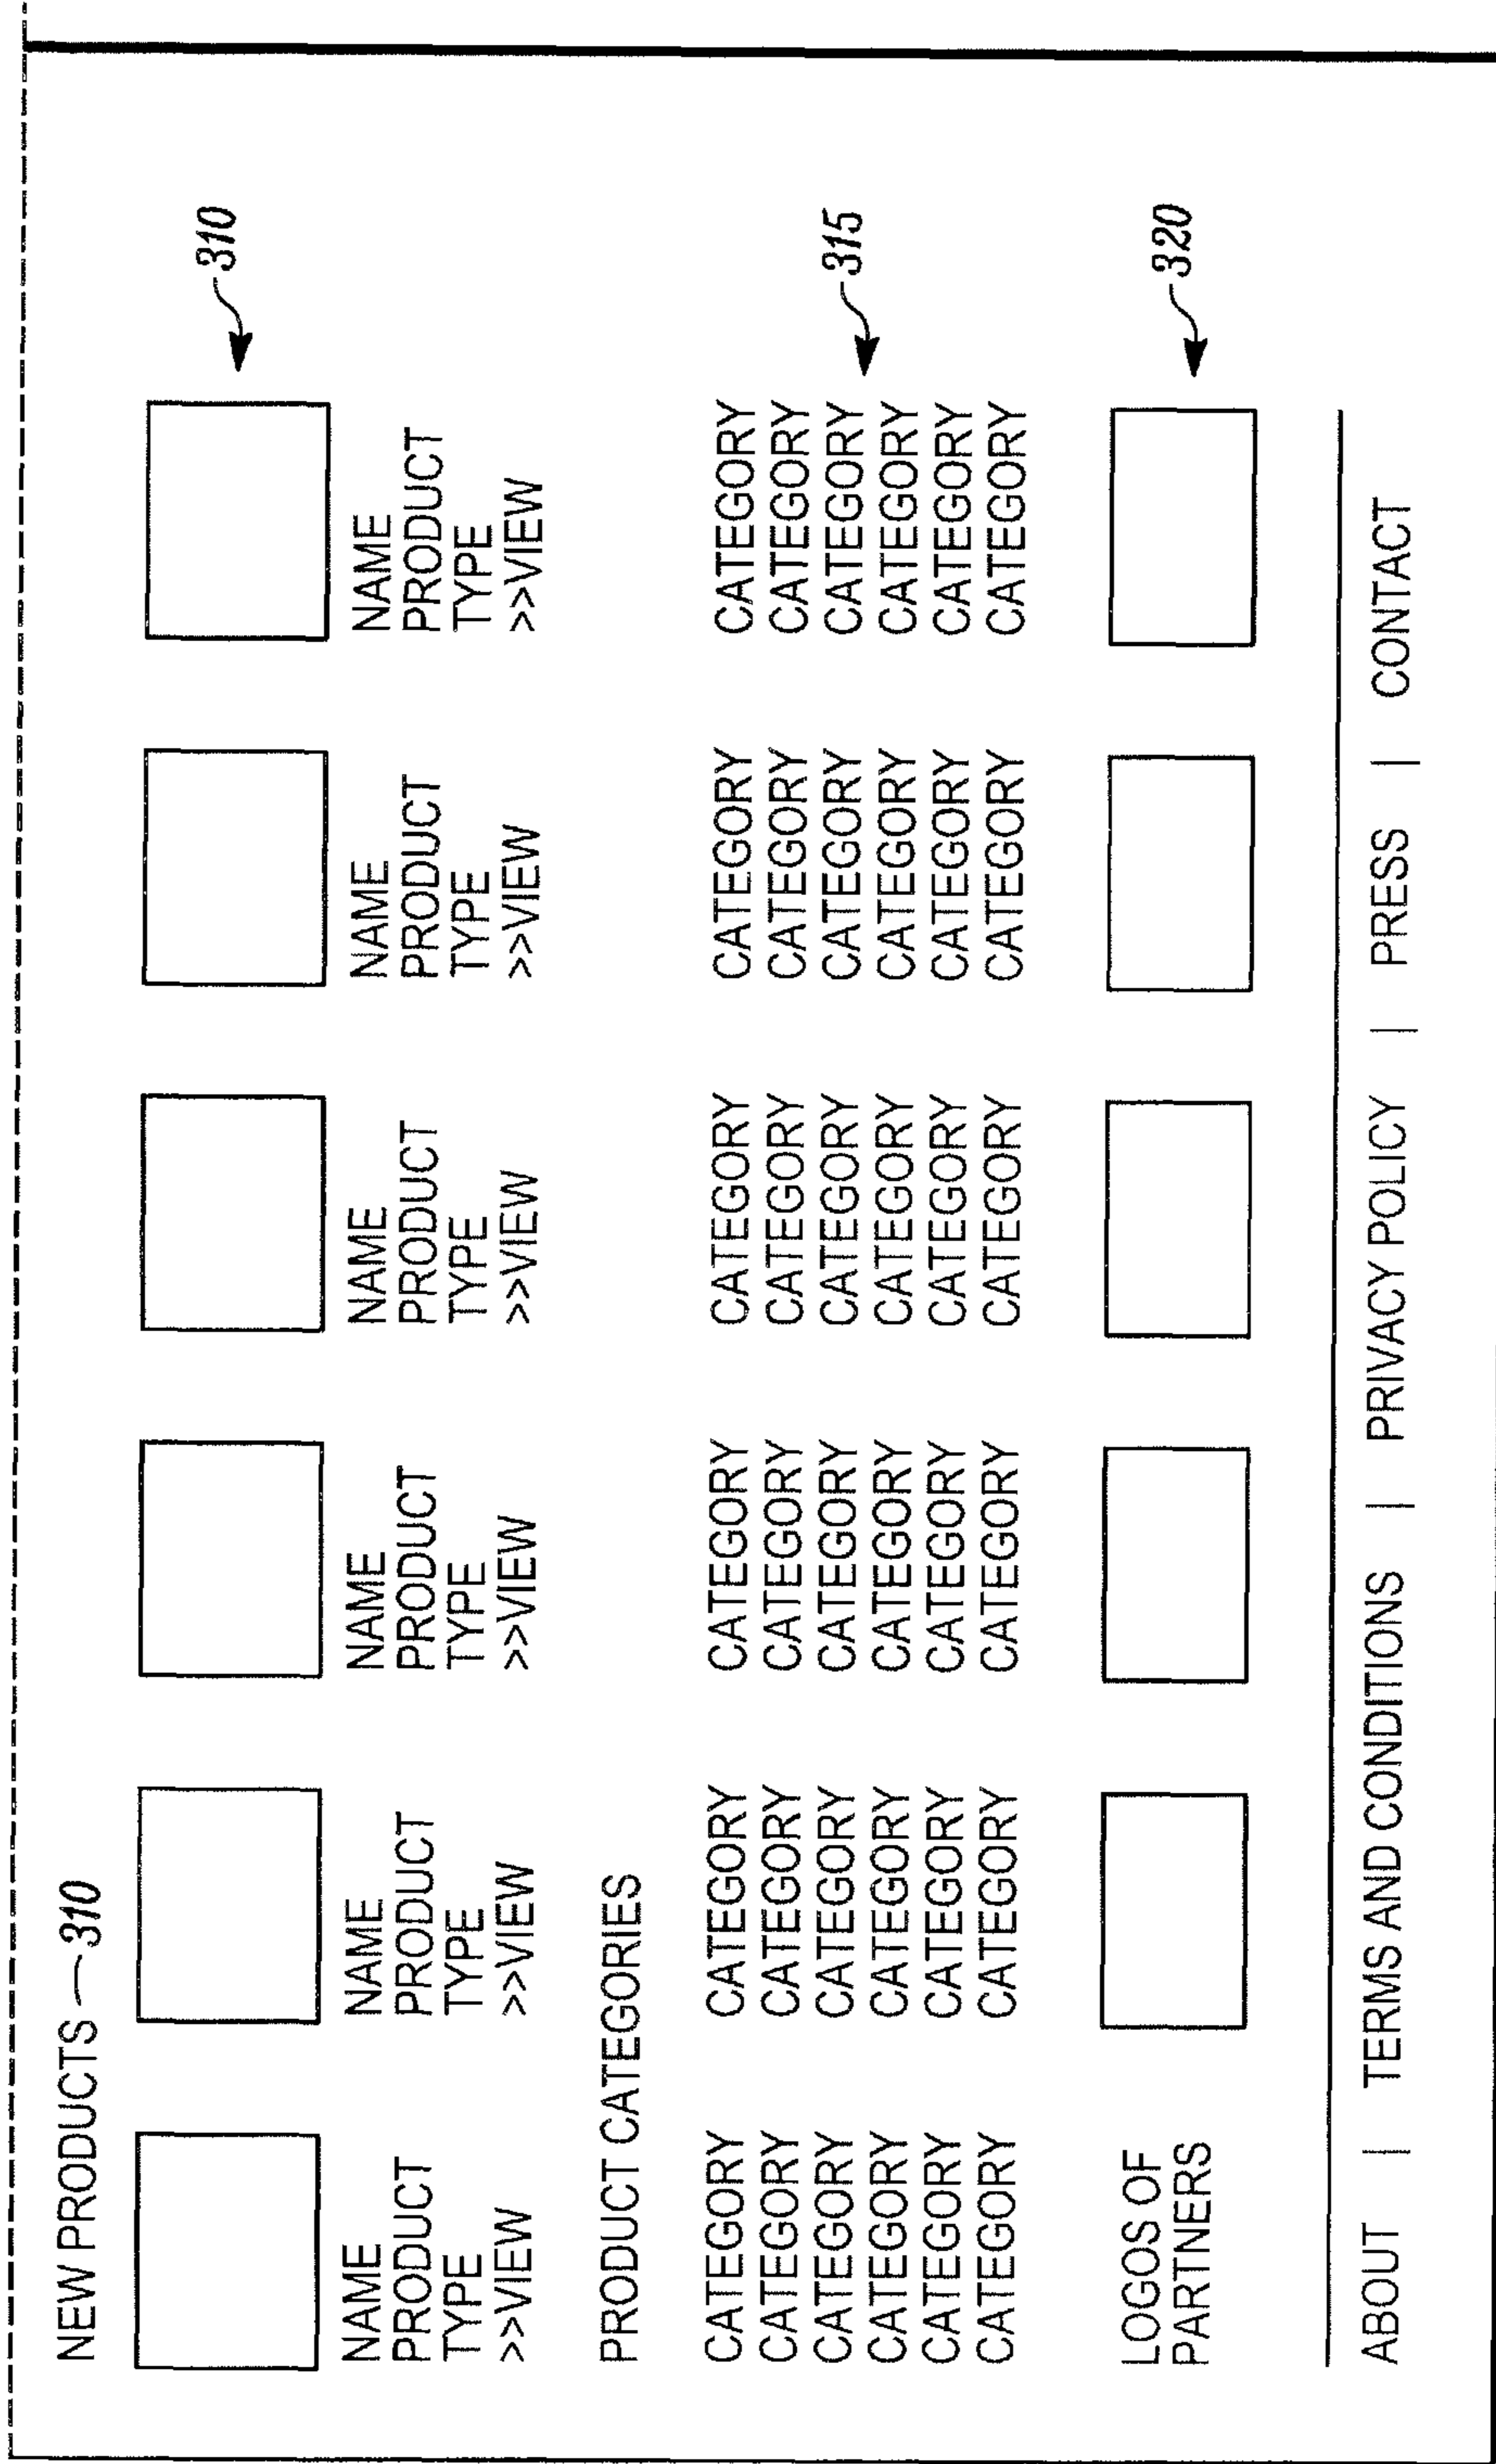 NEW PRODUCTS 310
310
NAME NAME NAME NAME NAME NAME
PRODUCT PRODUCT PRODUCT PRODUCT PRODUCT PRODUCT
TYPE TYPE TYPE TYPE TYPE TYPE
>>VIEW >>VIEW >>VIEW >>VIEW >>VIEW >>VIEW
PRODUCT CATEGORIES
CATEGORY CATEGORY CATEGORY CATEGORY CATEGORY CATEGORY
CATEGORY CATEGORY CATEGORY CATEGORY CATEGORY CATEGORY
CATEGORY CATEGORY CATEGORY CATEGORY CATEGORY CATEGORY 315
CATEGORY CATEGORY CATEGORY CATEGORY CATEGORY CATEGORY
CATEGORY CATEGORY CATEGORY CATEGORY CATEGORY CATEGORY
CATEGORY CATEGORY CATEGORY CATEGORY CATEGORY CATEGORY
LOGOS OF
PARTNERS
320
ABOUT | TERMS AND CONDITIONS | PRIVACY POLICY | PRESS | CONTACT